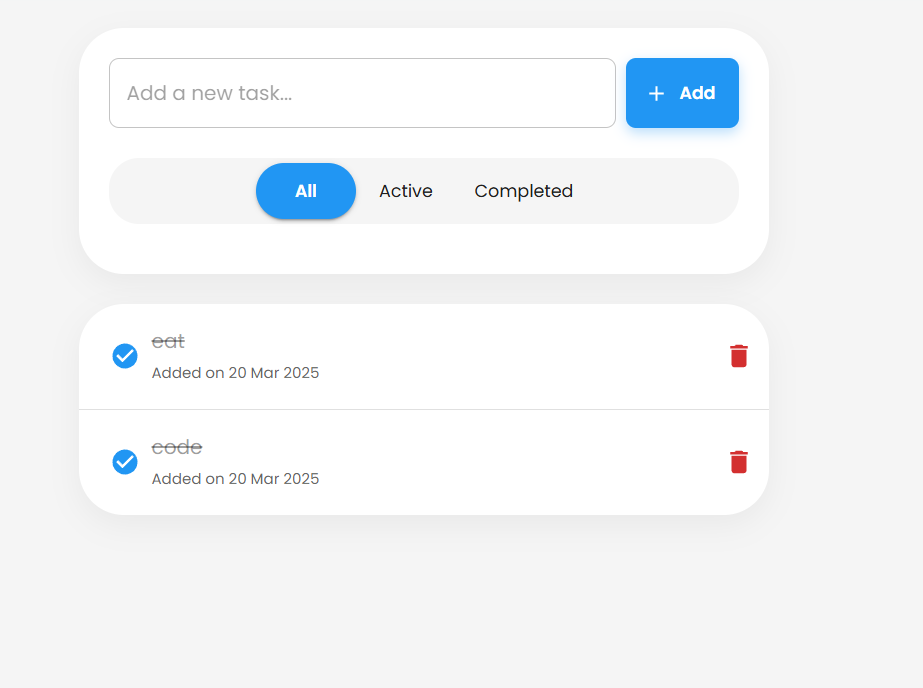 Add a new task...
+ Add
All Active Completed
eat
Added on 20 Mar 2025
code
Added on 20 Mar 2025